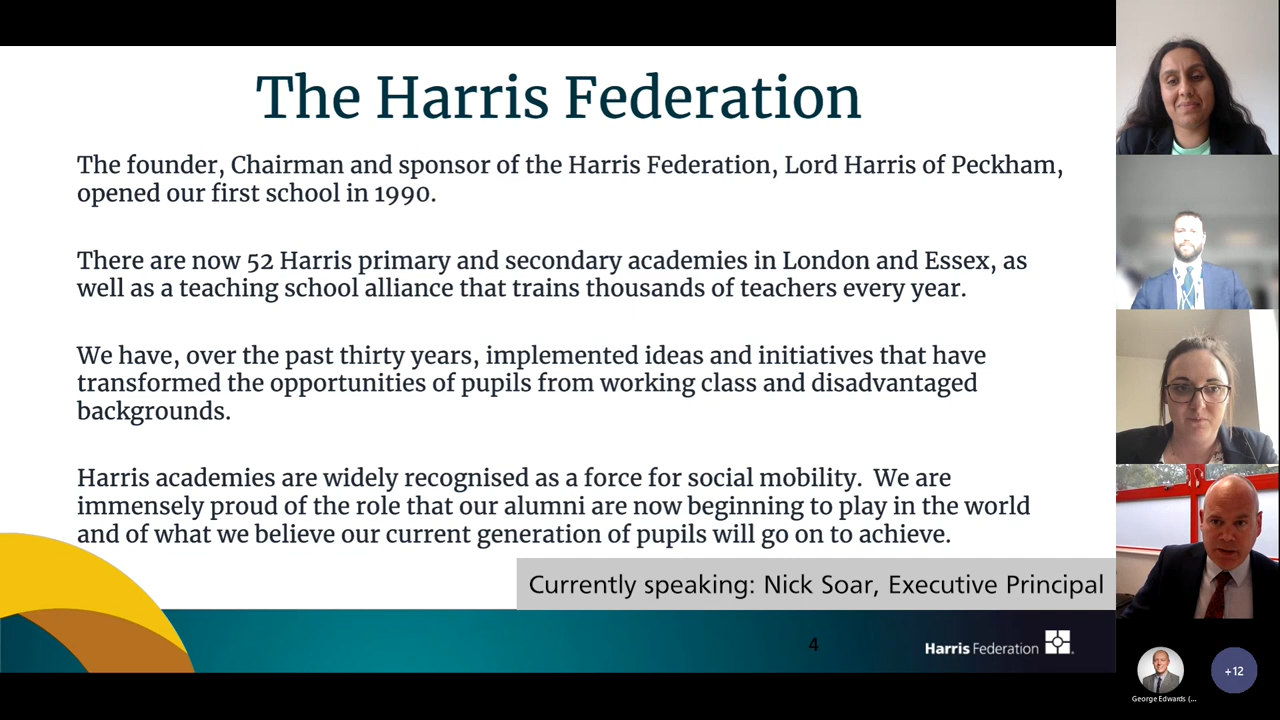 The Harris Federation
The founder, Chairman and sponsor of the Harris Federation, Lord Harris of Peckham,
opened our first school in 1990.
There are now 52 Harris primary and secondary academies in London and Essex, as
well as a teaching school alliance that trains thousands of teachers every year.
We have, over the past thirty years, implemented ideas and initiatives that have
transformed the opportunities of pupils from working class and disadvantaged
backgrounds.
Harris academies are widely recognised as a force for social mobility.  We are
immensely proud of the role that our alumni are now beginning to play in the world
and of what we believe our current generation of pupils will go on to achieve.
Currently speaking: Nick Soar, Executive Principal
4
Harris Federation
George Edwards (...
+12